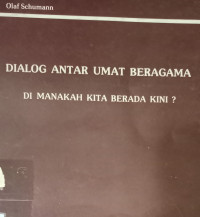 Olaf Schumann
DIALOG ANTAR UMAT BERAGAMA
DI MANAKAH KITA BERADA KINI ?